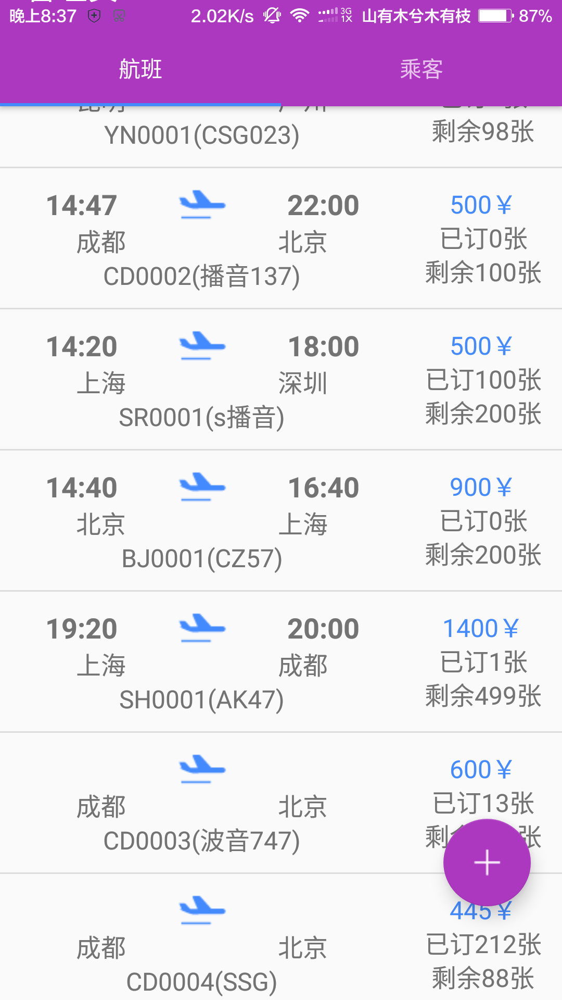 晚上8:37 2.02K/s 3G 1X 山有木兮木有枝 87%
航班 乘客
YN0001(CSG023) 剩余98张
14:47 22:00 500￥
成都 北京 已订0张
CD0002(播音137) 剩余100张
14:20 18:00 500￥
上海 深圳 已订100张
SR0001(s播音) 剩余200张
14:40 16:40 900￥
北京 上海 已订0张
BJ0001(CZ57) 剩余200张
19:20 20:00 1400￥
上海 成都 已订1张
SH0001(AK47) 剩余499张
600￥
成都 北京 已订13张
CD0003(波音747) 剩 张
445￥
成都 北京 已订212张
CD0004(SSG) 剩余88张